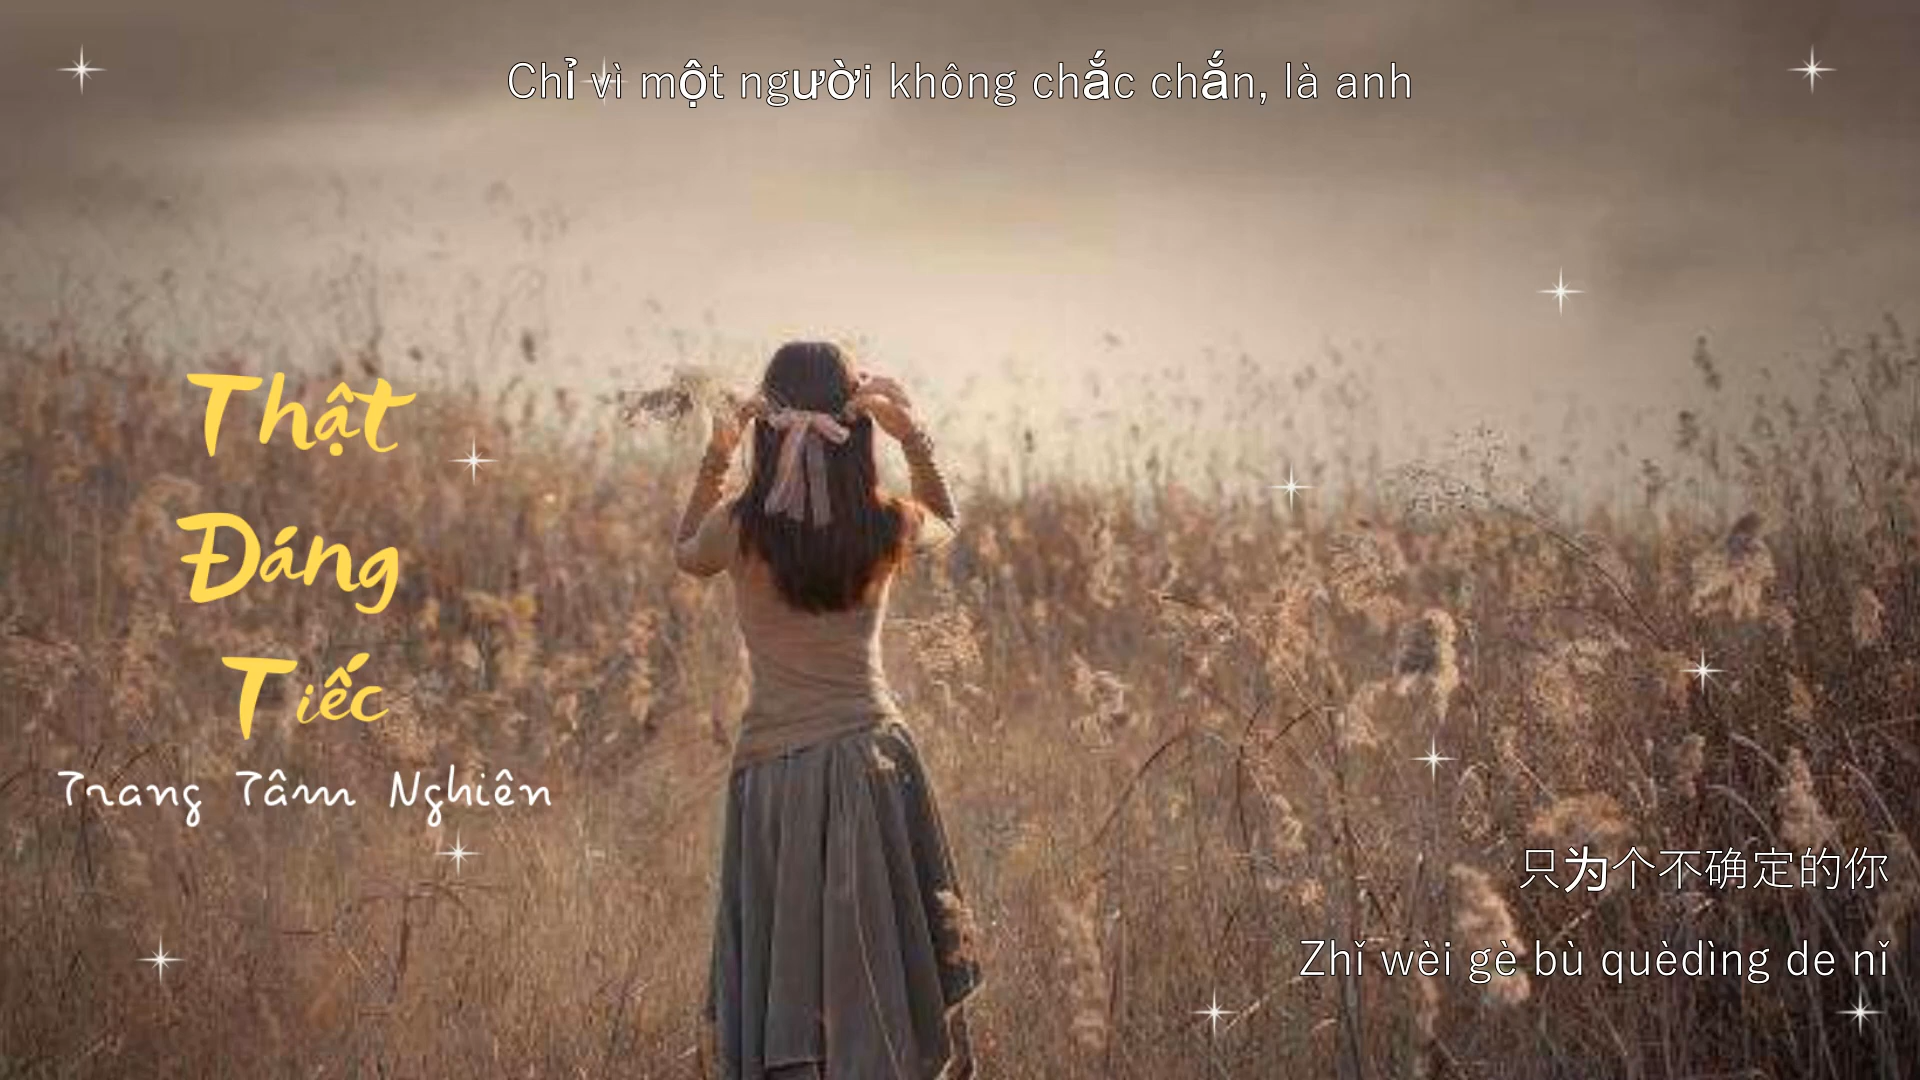 Chỉ vì một người không chắc chắn, là anh
Thật
Đáng
Tiếc
Trang Tâm Nghiên
只为个不确定的你
Zhǐ wèi gè bù quèdìng de nǐ